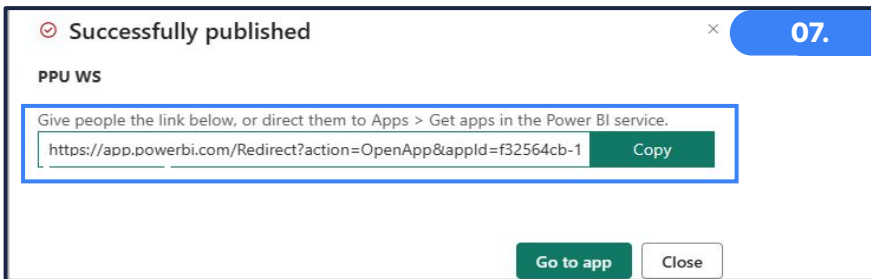 Successfully published
07.
PPU WS
Give people the link below, or direct them to Apps > Get apps in the Power BI service.
https://app.powerbi.com/Redirect?action=OpenApp&appId=f32564cb-1
Copy
Go to app
Close